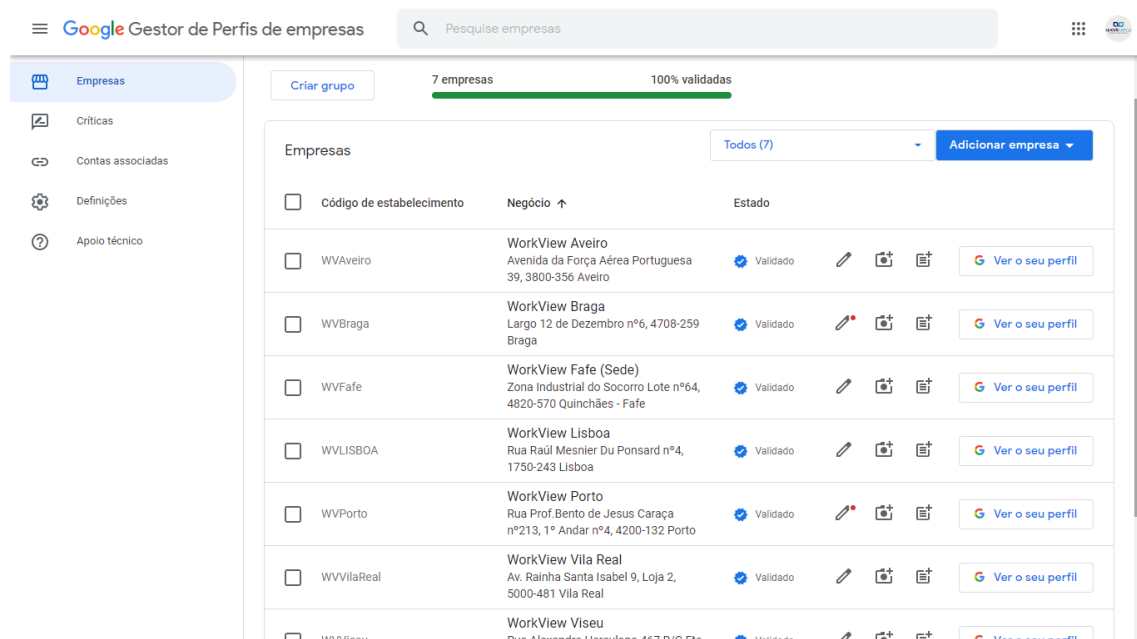 Google Gestor de Perfis de empresas
Pesquise empresas
Empresas
Críticas
Contas associadas
Definições
Apoio técnico
Criar grupo
7 empresas
100% validadas
Empresas
Todos (7)
Adicionar empresa
Código de estabelecimento
Negócio
Estado
WVAveiro
WorkView Aveiro
Avenida da Força Aérea Portuguesa
39, 3800-356 Aveiro
Validado
Ver o seu perfil
WVBraga
WorkView Braga
Largo 12 de Dezembro nº6, 4708-259
Braga
Validado
Ver o seu perfil
WVFafe
WorkView Fafe (Sede)
Zona Industrial do Socorro Lote nº64,
4820-570 Quinchães - Fafe
Validado
Ver o seu perfil
WVLISBOA
WorkView Lisboa
Rua Raúl Mesnier Du Ponsard nº4,
1750-243 Lisboa
Validado
Ver o seu perfil
WVPorto
WorkView Porto
Rua Prof.Bento de Jesus Caraça
nº213, 1º Andar nº4, 4200-132 Porto
Validado
Ver o seu perfil
WVVilaReal
WorkView Vila Real
Av. Rainha Santa Isabel 9, Loja 2,
5000-481 Vila Real
Validado
Ver o seu perfil
WorkView Viseu